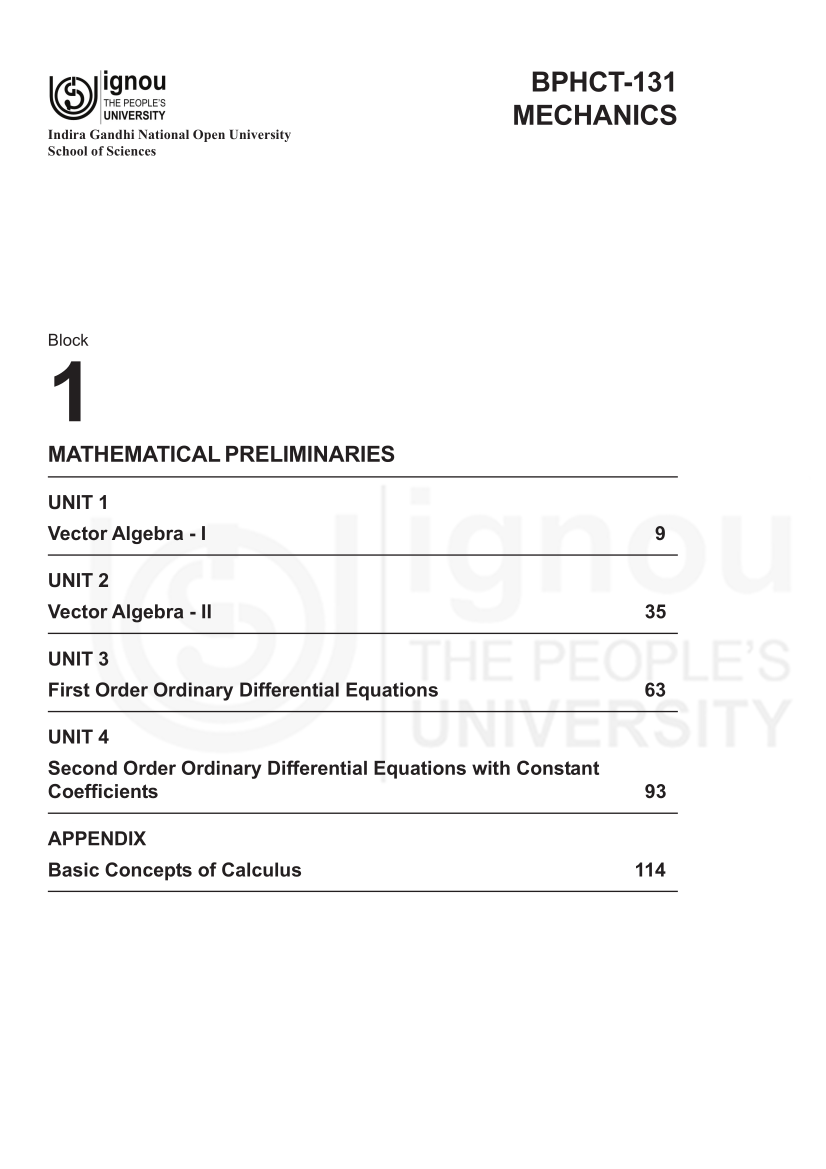 ignou
THE PEOPLE'S
UNIVERSITY
Indira Gandhi National Open University
School of Sciences
BPHCT-131
MECHANICS
Block
1
MATHEMATICAL PRELIMINARIES
UNIT 1
Vector Algebra - I 9
UNIT 2
Vector Algebra - II 35
UNIT 3
First Order Ordinary Differential Equations 63
UNIT 4
Second Order Ordinary Differential Equations with Constant
Coefficients 93
APPENDIX
Basic Concepts of Calculus 114
ignou
THE PEOPLE'S
UNIVERSITY